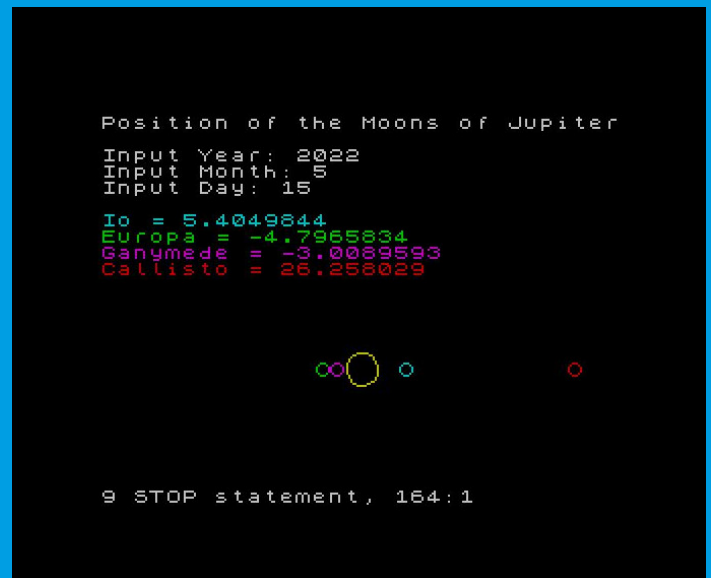 Position of the Moons of Jupiter
Input Year: 2022
Input Month: 5
Input Day: 15
Io = 5.4049844
Europa = -4.7965834
Ganymede = -3.0089593
Callisto = 26.258029
9 STOP statement, 164:1